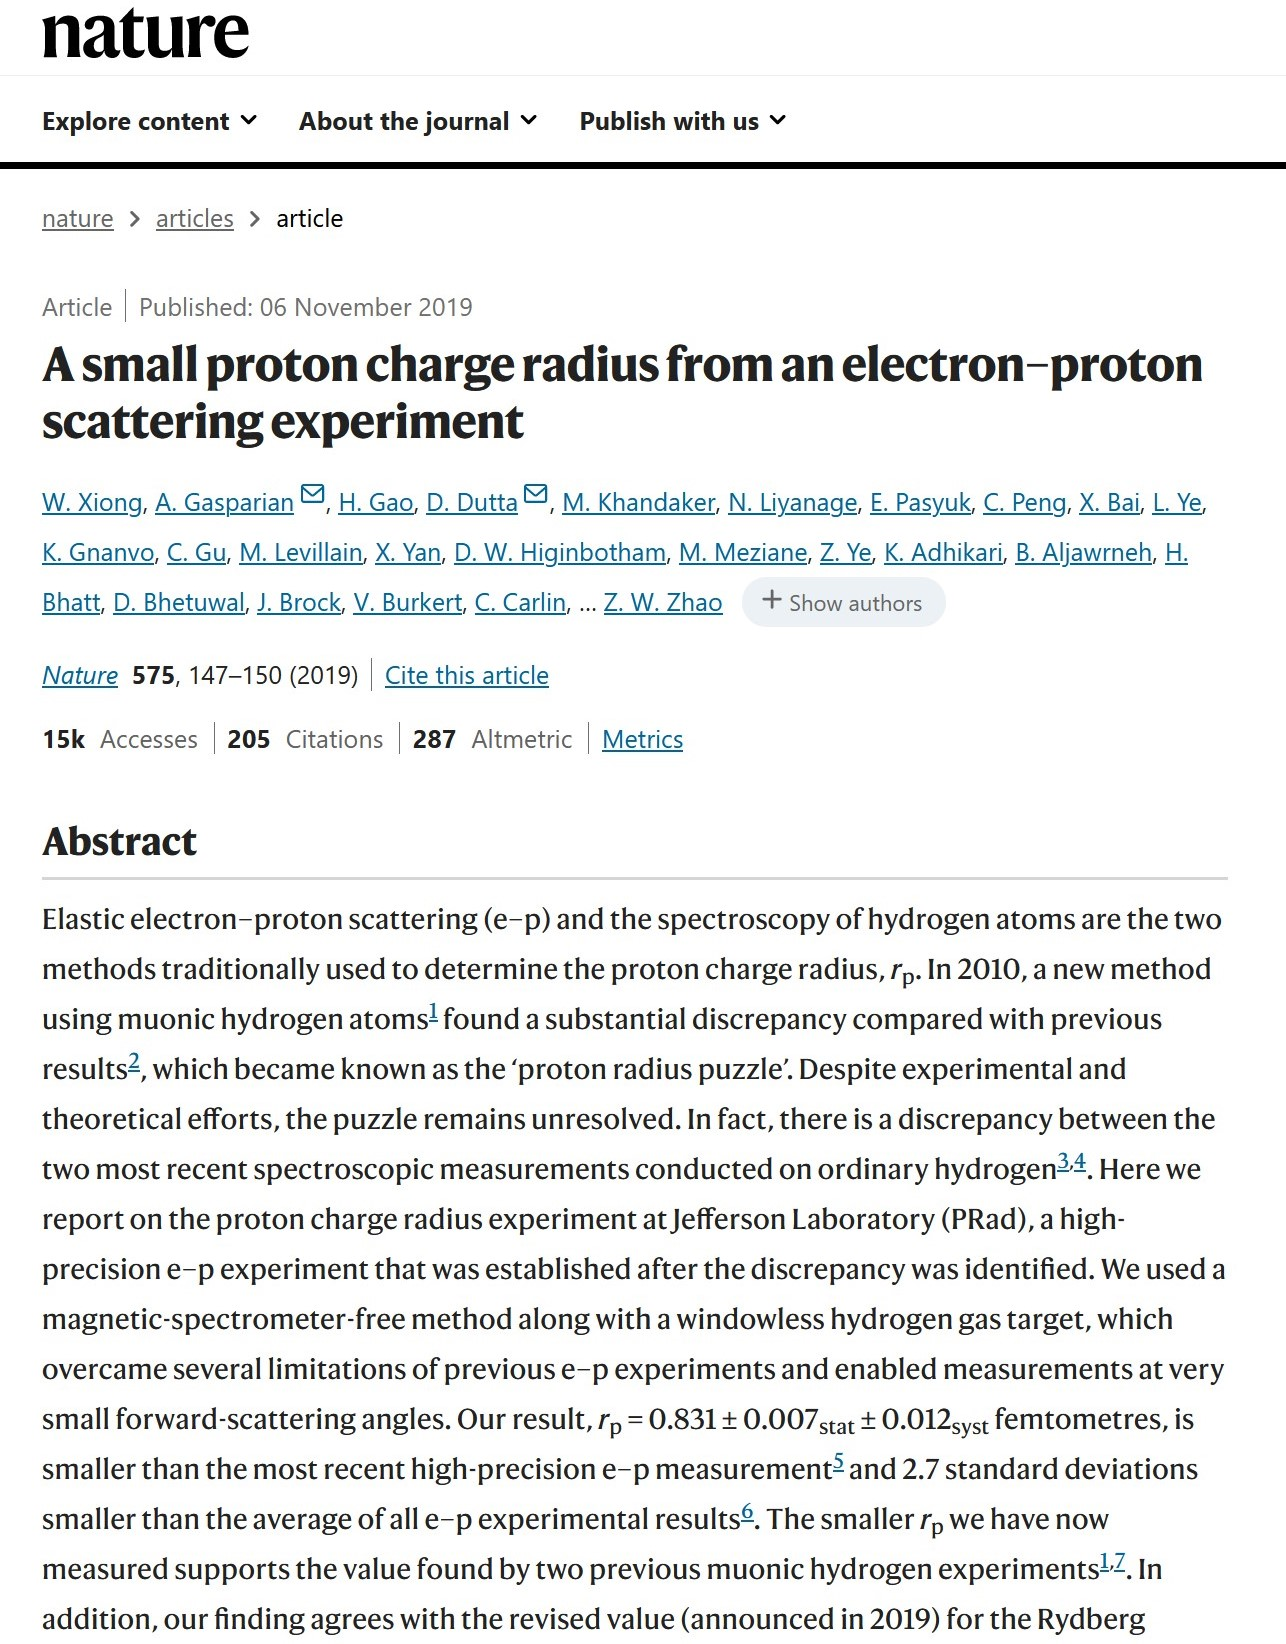 nature
Explore content About the journal Publish with us
nature > articles > article
Article | Published: 06 November 2019
A small proton charge radius from an electron–proton
scattering experiment
W. Xiong, A. Gasparian, H. Gao, D. Dutta, M. Khandaker, N. Liyanage, E. Pasyuk, C. Peng, X. Bai, L. Ye,
K. Gnanvo, C. Gu, M. Levillain, X. Yan, D. W. Higinbotham, M. Meziane, Z. Ye, K. Adhikari, B. Aljawrneh, H.
Bhatt, D. Bhetuwal, J. Brock, V. Burkert, C. Carlin, ... Z. W. Zhao + Show authors
Nature 575, 147–150 (2019) | Cite this article
15k Accesses | 205 Citations | 287 Altmetric | Metrics
Abstract
Elastic electron–proton scattering (e–p) and the spectroscopy of hydrogen atoms are the two
methods traditionally used to determine the proton charge radius, rp. In 2010, a new method
using muonic hydrogen atoms1 found a substantial discrepancy compared with previous
results2, which became known as the ‘proton radius puzzle’. Despite experimental and
theoretical efforts, the puzzle remains unresolved. In fact, there is a discrepancy between the
two most recent spectroscopic measurements conducted on ordinary hydrogen3,4. Here we
report on the proton charge radius experiment at Jefferson Laboratory (PRad), a high-
precision e–p experiment that was established after the discrepancy was identified. We used a
magnetic-spectrometer-free method along with a windowless hydrogen gas target, which
overcame several limitations of previous e–p experiments and enabled measurements at very
small forward-scattering angles. Our result, rp = 0.831 ± 0.007stat ± 0.012syst femtometres, is
smaller than the most recent high-precision e–p measurement5 and 2.7 standard deviations
smaller than the average of all e–p experimental results6. The smaller rp we have now
measured supports the value found by two previous muonic hydrogen experiments1,7. In
addition, our finding agrees with the revised value (announced in 2019) for the Rydberg